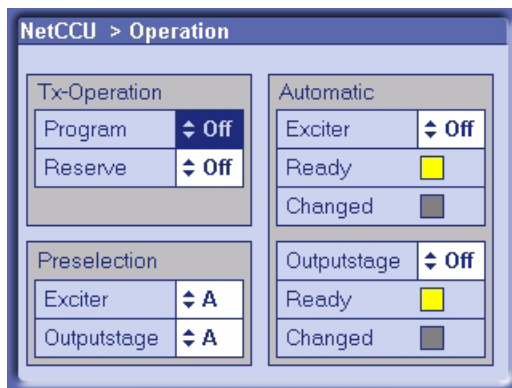 NetCCU > Operation
Tx-Operation
Program Off
Reserve Off
Preselection
Exciter A
Outputstage A
Automatic
Exciter Off
Ready
Changed
Outputstage Off
Ready
Changed